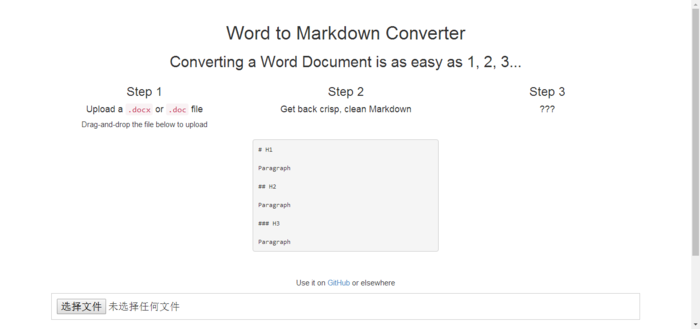 Word to Markdown Converter
Converting a Word Document is as easy as 1, 2, 3...
Step 1
Upload a .docx or .doc file
Drag-and-drop the file below to upload
Step 2
Get back crisp, clean Markdown
# H1
Paragraph
## H2
Paragraph
### H3
Paragraph
Step 3
???
Use it on GitHub or elsewhere
选择文件 未选择任何文件